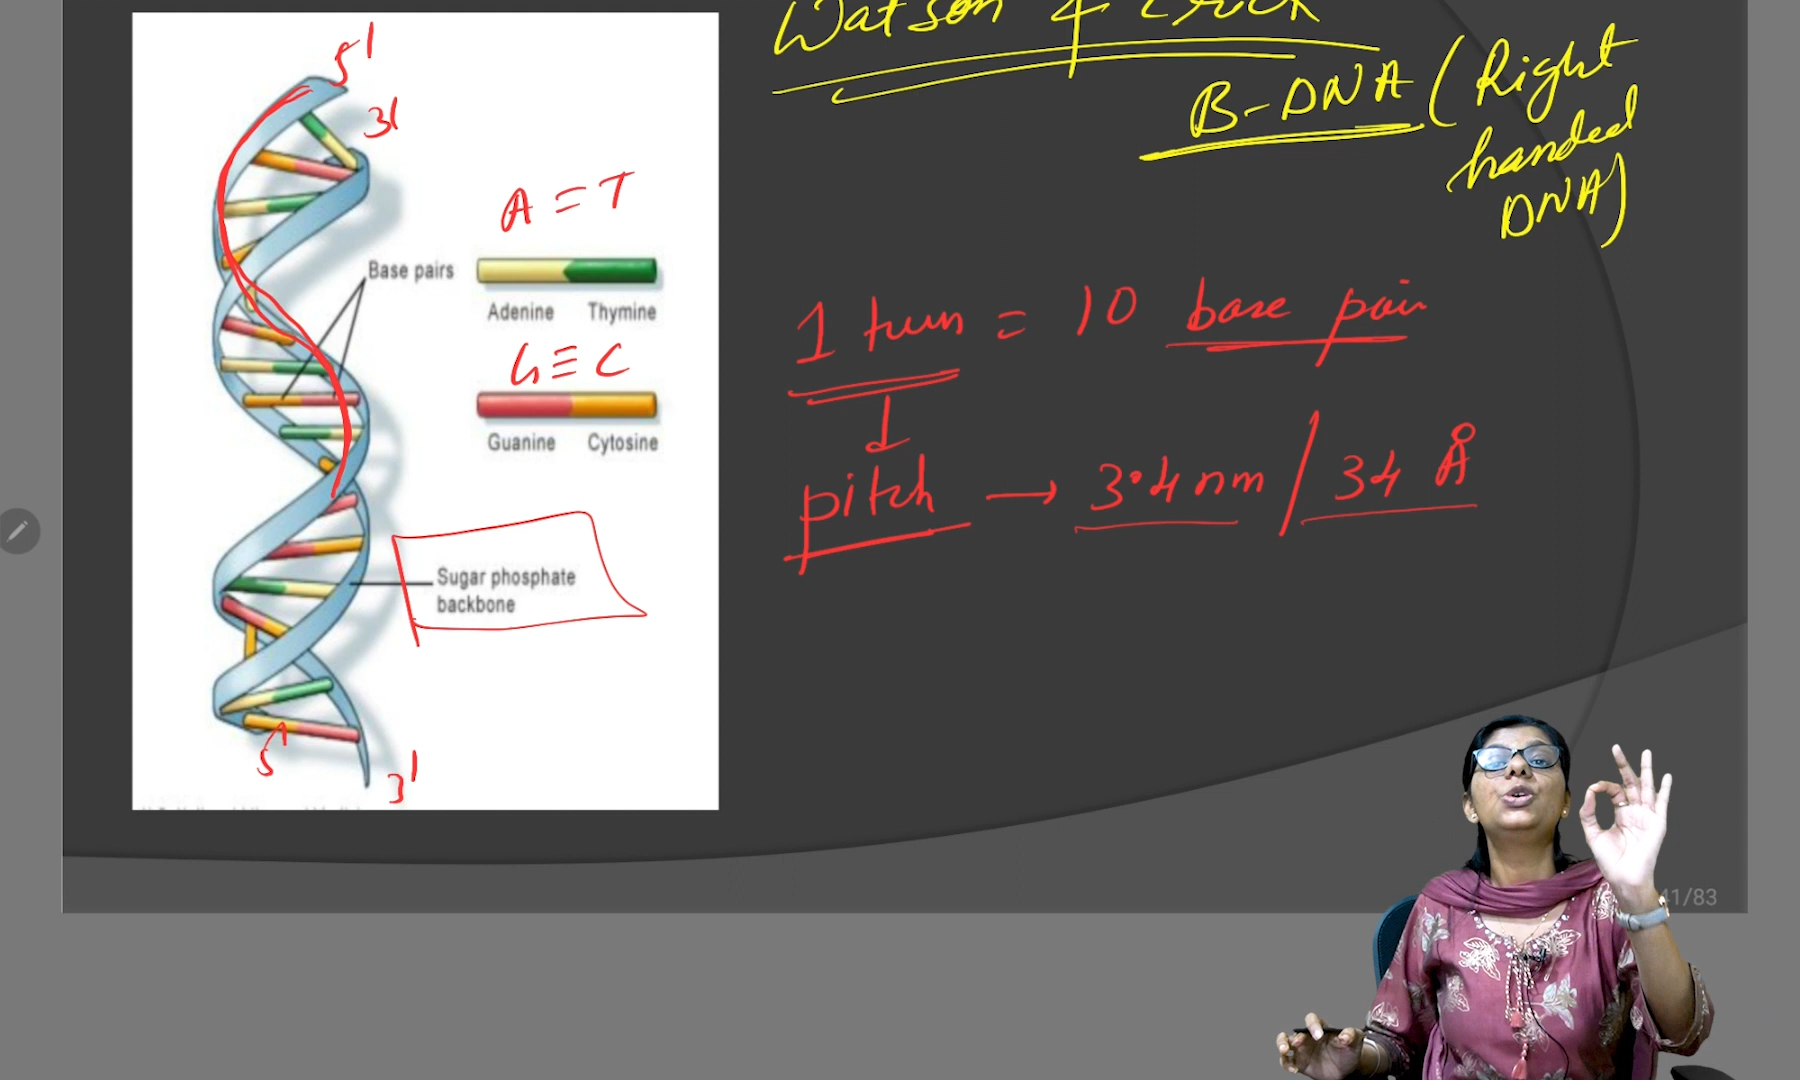 Watson & Crick
B-DNA (Right
handed
DNA)
5'
3'
A = T
Base pairs
Adenine Thymine
G ≡ C
Guanine Cytosine
Sugar phosphate
backbone
5
3'
1 turn = 10 base pair
pitch → 3.4 nm / 34 Å
41/83